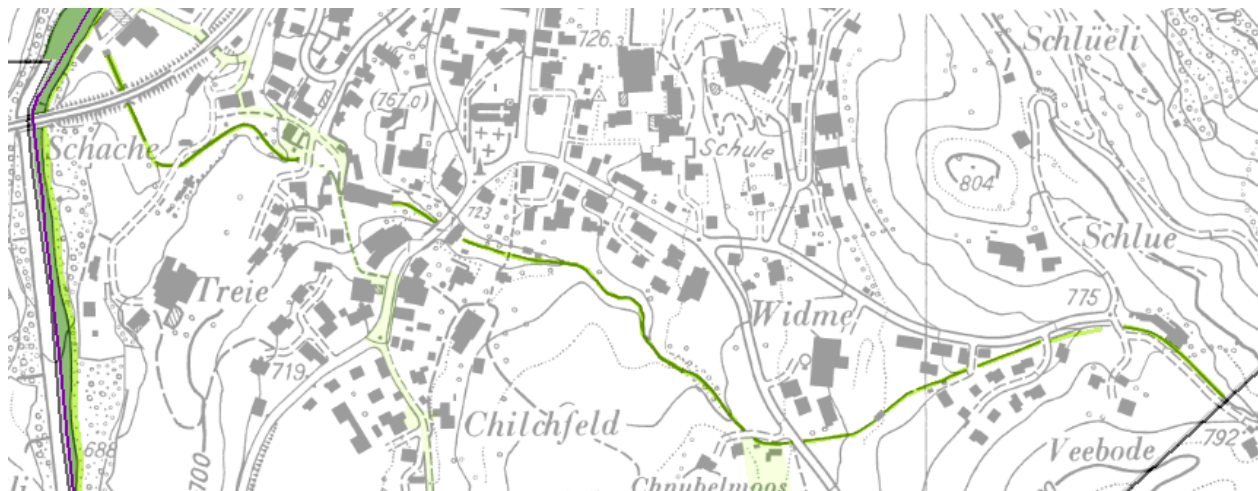 Schlüeli
726
(767.0)
Schache
Schule
804
723
Schlue
Treie
775
Widme
719
Chilchfeld
688
792
Veebode
700
Chnubelmoos